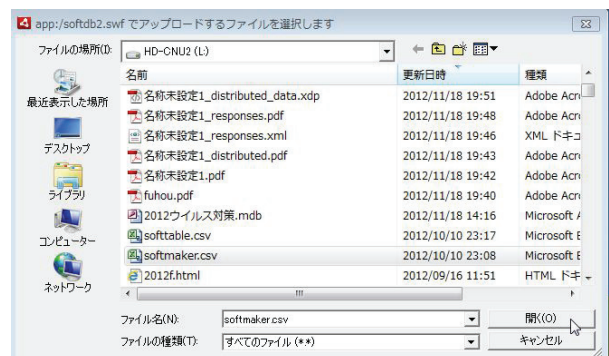 app:/softdb2.swf でアップロードするファイルを選択します
ファイルの場所(I):
HD-CNU2 (L:)
名前
更新日時
種類
名称未設定1_distributed_data.xdp
2012/11/18 19:51
Adobe Acr
名称未設定1_responses.pdf
2012/11/18 19:48
Adobe Acr
名称未設定1_responses.xml
2012/11/18 19:46
XML ドキュ
名称未設定1_distributed.pdf
2012/11/18 19:43
Adobe Acr
名称未設定1.pdf
2012/11/18 19:42
Adobe Acr
fuhou.pdf
2012/11/18 19:40
Adobe Acr
2012ウイルス対策.mdb
2012/11/18 14:16
Microsoft
softtable.csv
2012/10/10 23:17
Microsoft E
softmaker.csv
2012/10/10 23:08
Microsoft E
2012f.html
2012/09/16 11:51
HTML ドキ
最近表示した場所
デスクトップ
ライブラリ
コンピューター
ネットワーク
ファイル名(N):
softmaker.csv
開く(O)
ファイルの種類(T):
すべてのファイル (*.*)
キャンセル